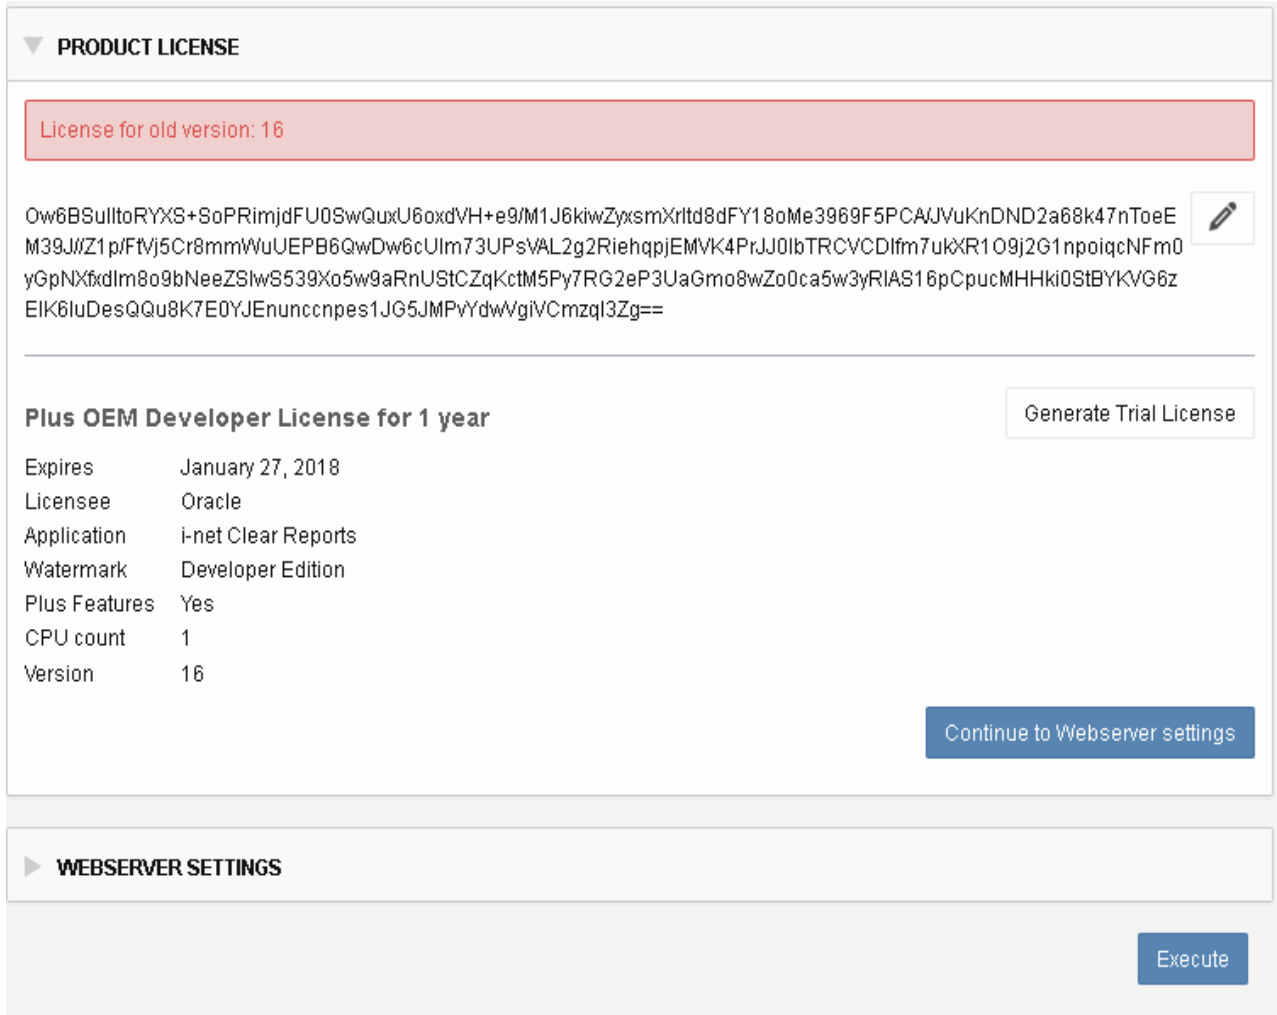 PRODUCT LICENSE
License for old version: 16
Ow6BSulltoRYXS+SoPRimjdFU0SwQuxU6oxdVH+e9/M1J6kiwZyxsmXrltd8dFY18oMe3969F5PCA/JVuKnDND2a68k47nToeE
M39J//Z1p/FtVj5Cr8mmWuUEPB6QwDw6cUlm73UPsVAL2g2RiehqpjEMVK4PrJJ0lbTRCVCDlfm7ukXR1O9j2G1npoiqcNFm0
yGpNXfxdlm8o9bNeeZSlwS539Xo5w9aRnUStCZqKctM5Py7RG2eP3UaGmo8wZo0ca5w3yRlAS16pCpucMHHki0StBYKVG6z
ElK6luDesQQu8K7E0YJEnunccnpes1JG5JMPvYdwVgiVCmzql3Zg==
Plus OEM Developer License for 1 year
Generate Trial License
Expires January 27, 2018
Licensee Oracle
Application i-net Clear Reports
Watermark Developer Edition
Plus Features Yes
CPU count 1
Version 16
Continue to Webserver settings
WEBSERVER SETTINGS
Execute